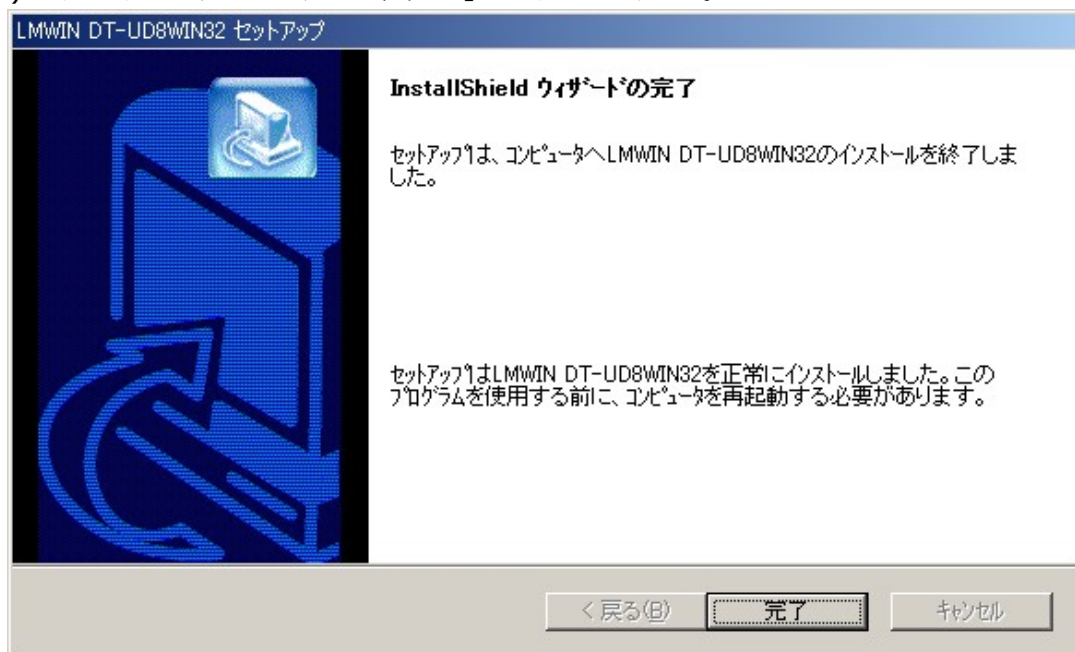 LMWIN DT-UD8WIN32 セットアップ
InstallShield ウィザードの完了
セットアップは、コンピュータへLMWIN DT-UD8WIN32のインストールを終了しま
した。
セットアップはLMWIN DT-UD8WIN32を正常にインストールしました。この
プログラムを使用する前に、コンピュータを再起動する必要があります。
< 戻る(B)
完了
キャンセル